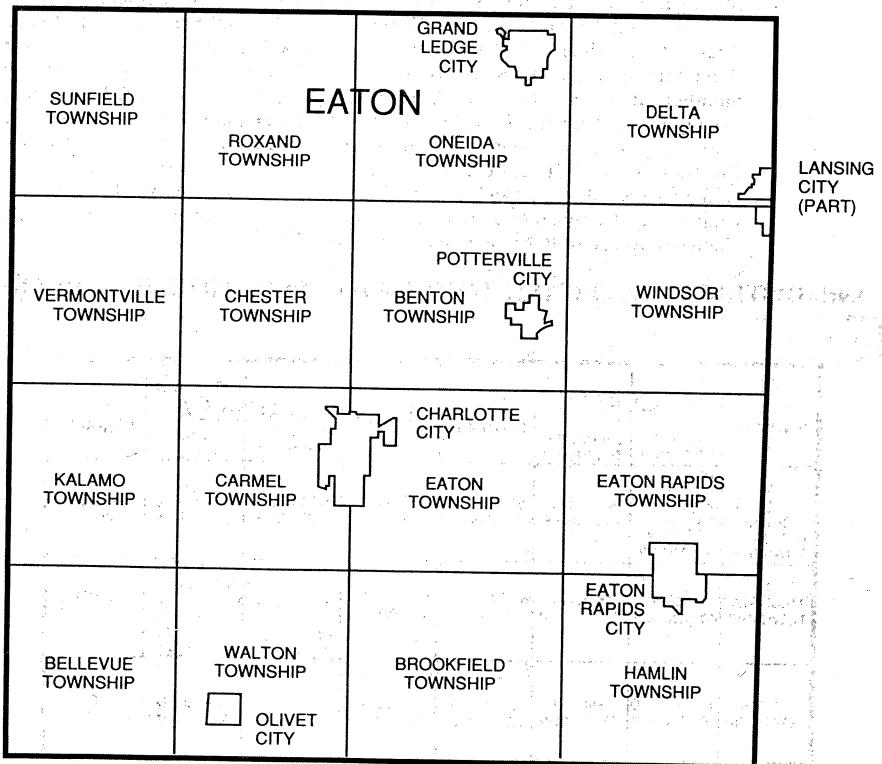 GRAND
LEDGE
CITY
EATON
SUNFIELD
TOWNSHIP
ROXAND
TOWNSHIP
ONEIDA
TOWNSHIP
DELTA
TOWNSHIP
LANSING
CITY
(PART)
POTTERVILLE
CITY
VERMONTVILLE
TOWNSHIP
CHESTER
TOWNSHIP
BENTON
TOWNSHIP
WINDSOR
TOWNSHIP
CHARLOTTE
CITY
KALAMO
TOWNSHIP
CARMEL
TOWNSHIP
EATON
TOWNSHIP
EATON RAPIDS
TOWNSHIP
EATON
RAPIDS
CITY
BELLEVUE
TOWNSHIP
WALTON
TOWNSHIP
BROOKFIELD
TOWNSHIP
HAMLIN
TOWNSHIP
OLIVET
CITY